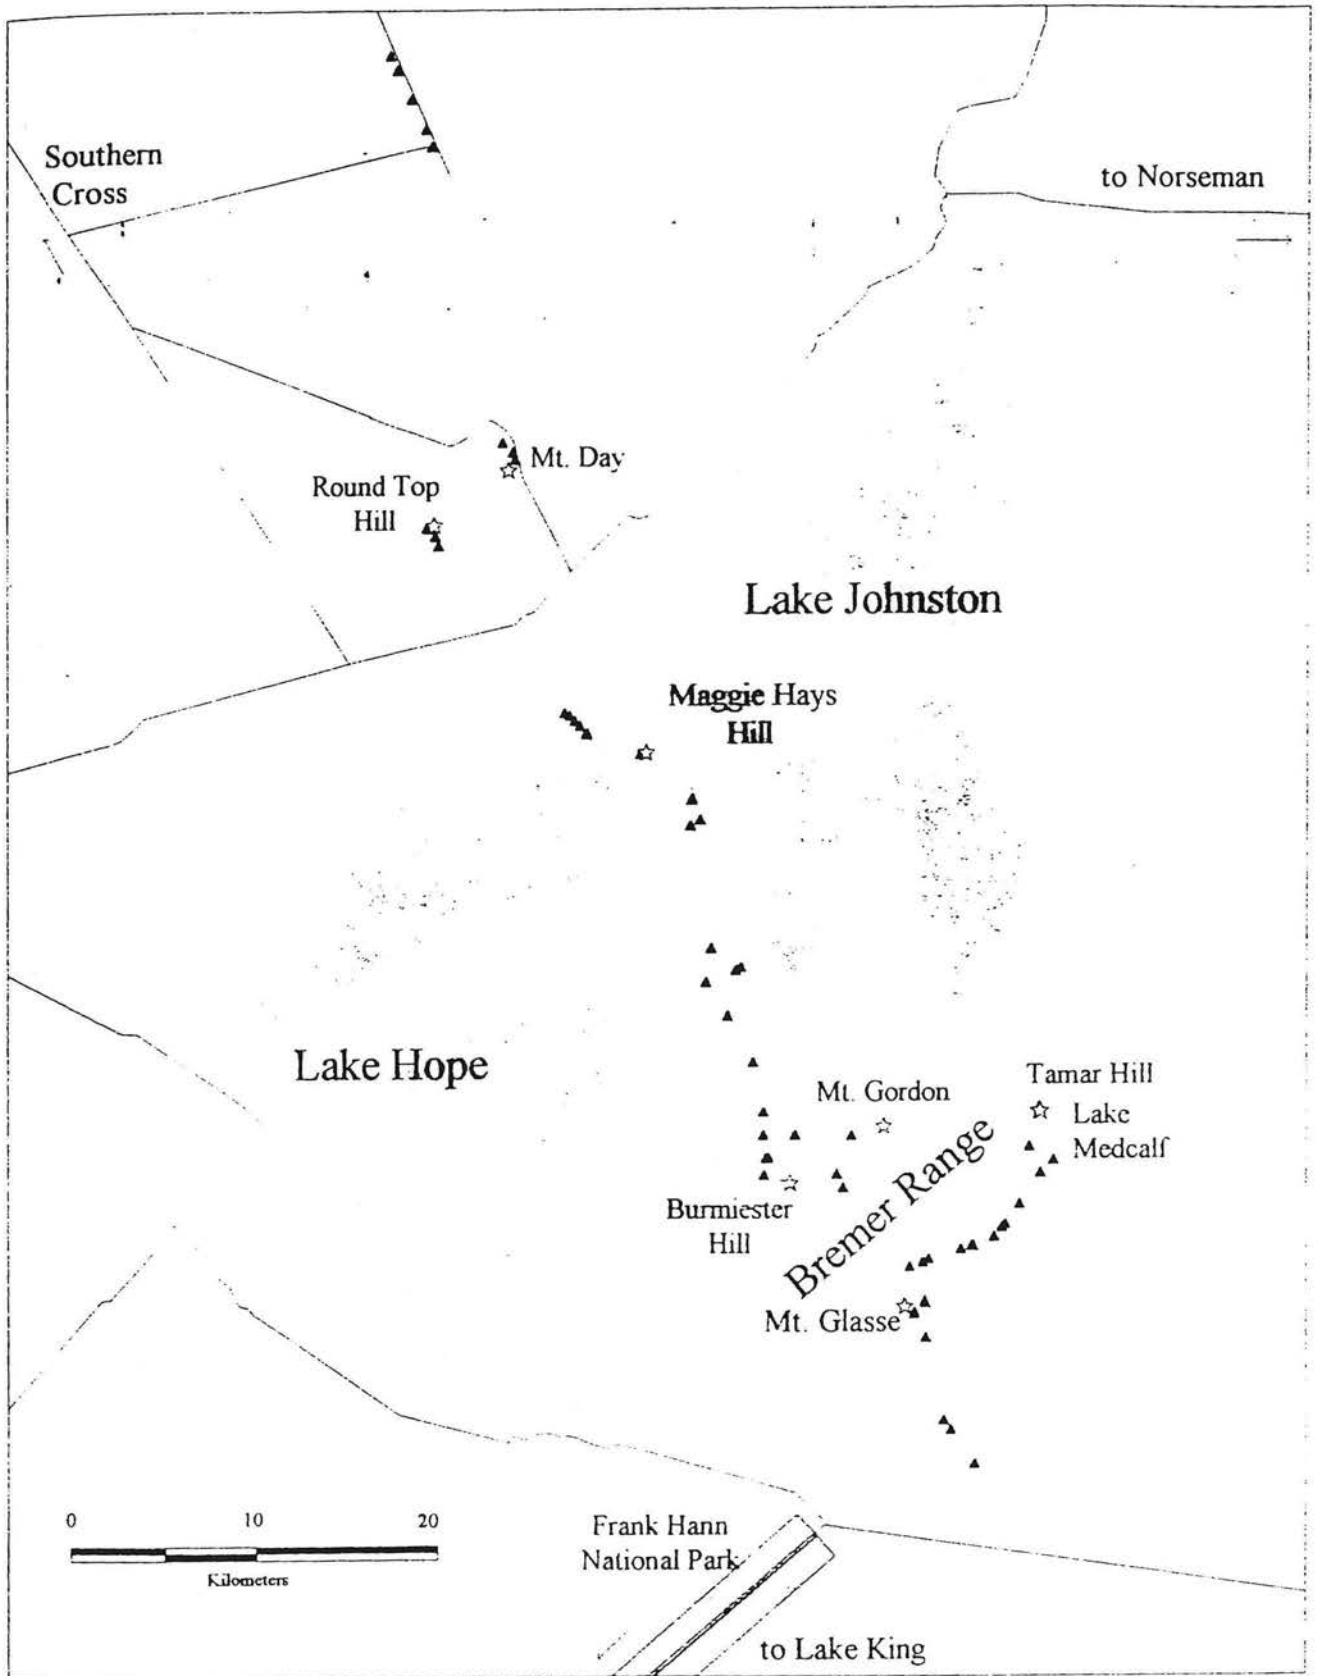 Southern
Cross
to Norseman
Mt. Day
Round Top
Hill
Lake Johnston
Maggie Hays
Hill
Lake Hope
Mt. Gordon
Tamar Hill
Lake
Medcalf
Bremer Range
Burmiester
Hill
Mt. Glasse
0 10 20
Kilometers
Frank Hann
National Park
to Lake King